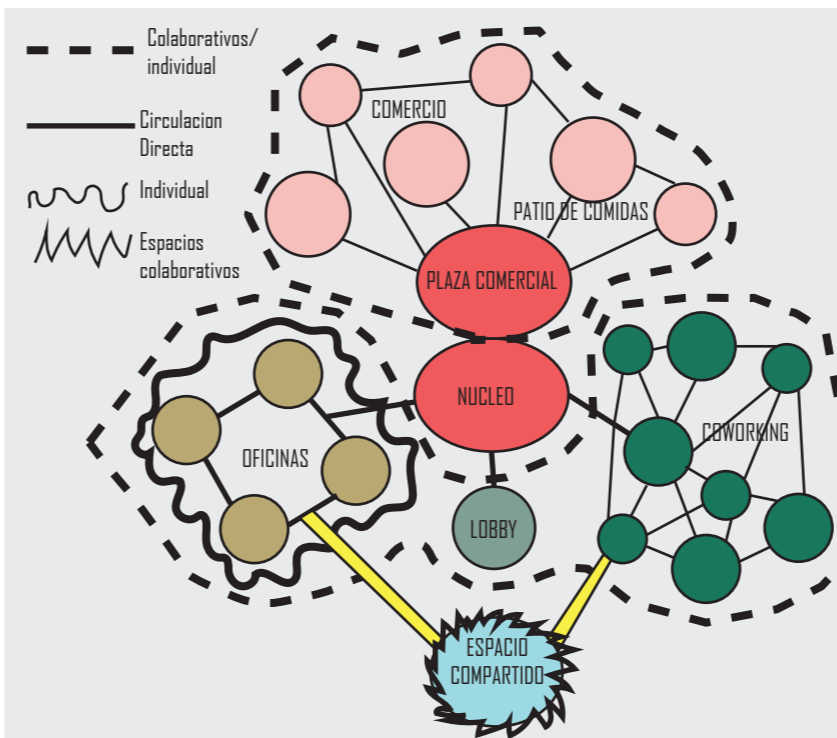 Colaborativos/
individual
Circulacion
Directa
Individual
Espacios
colaborativos
COMERCIO
PATIO DE COMIDAS
PLAZA COMERCIAL
NUCLEO
OFICINAS
COWORKING
LOBBY
ESPACIO
COMPARTIDO